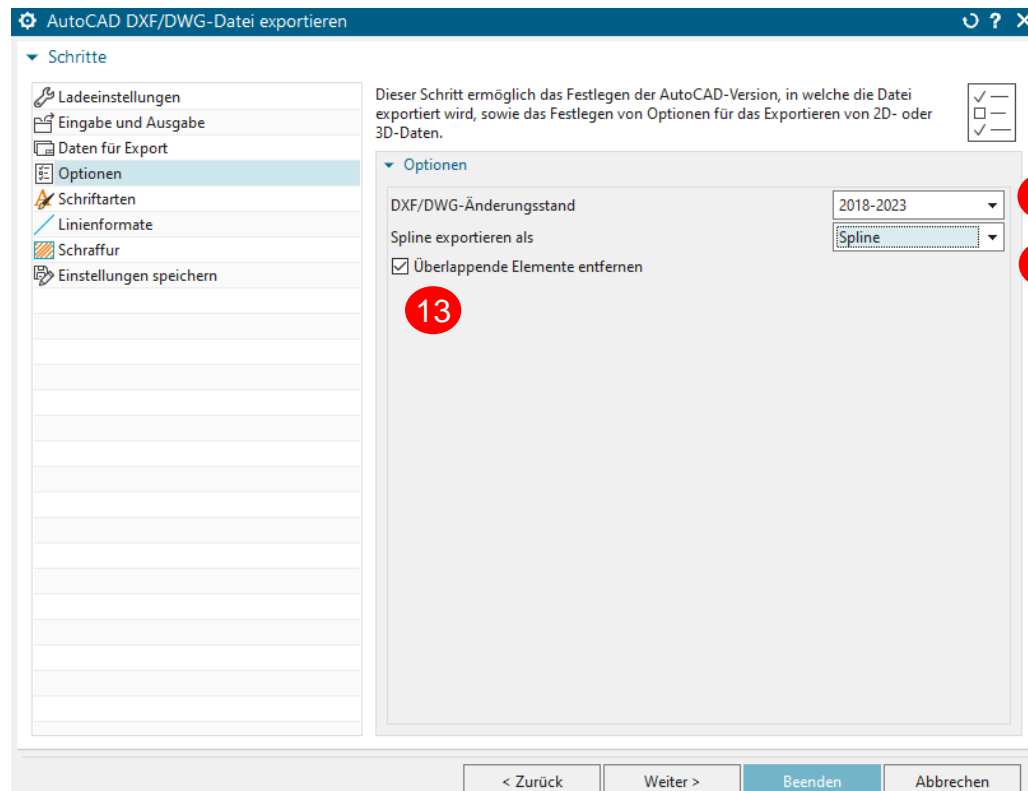 AutoCAD DXF/DWG-Datei exportieren
Schritte
Ladeeinstellungen
Eingabe und Ausgabe
Daten für Export
Optionen
Schriftarten
Linienformate
Schraffur
Einstellungen speichern
Dieser Schritt ermöglich das Festlegen der AutoCAD-Version, in welche die Datei
exportiert wird, sowie das Festlegen von Optionen für das Exportieren von 2D- oder
3D-Daten.
Optionen
DXF/DWG-Änderungsstand 2018-2023
Spline exportieren als Spline
Überlappende Elemente entfernen
13
< Zurück Weiter > Beenden Abbrechen